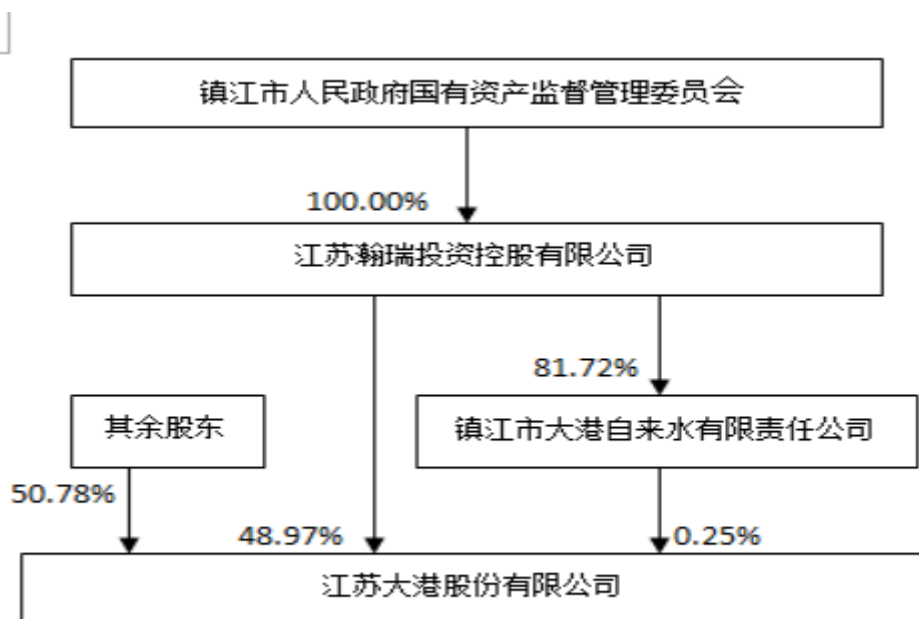 镇江市人民政府国有资产监督管理委员会
100.00%
江苏瀚瑞投资控股有限公司
81.72%
其余股东
镇江市大港自来水有限责任公司
50.78%
48.97%
0.25%
江苏大港股份有限公司